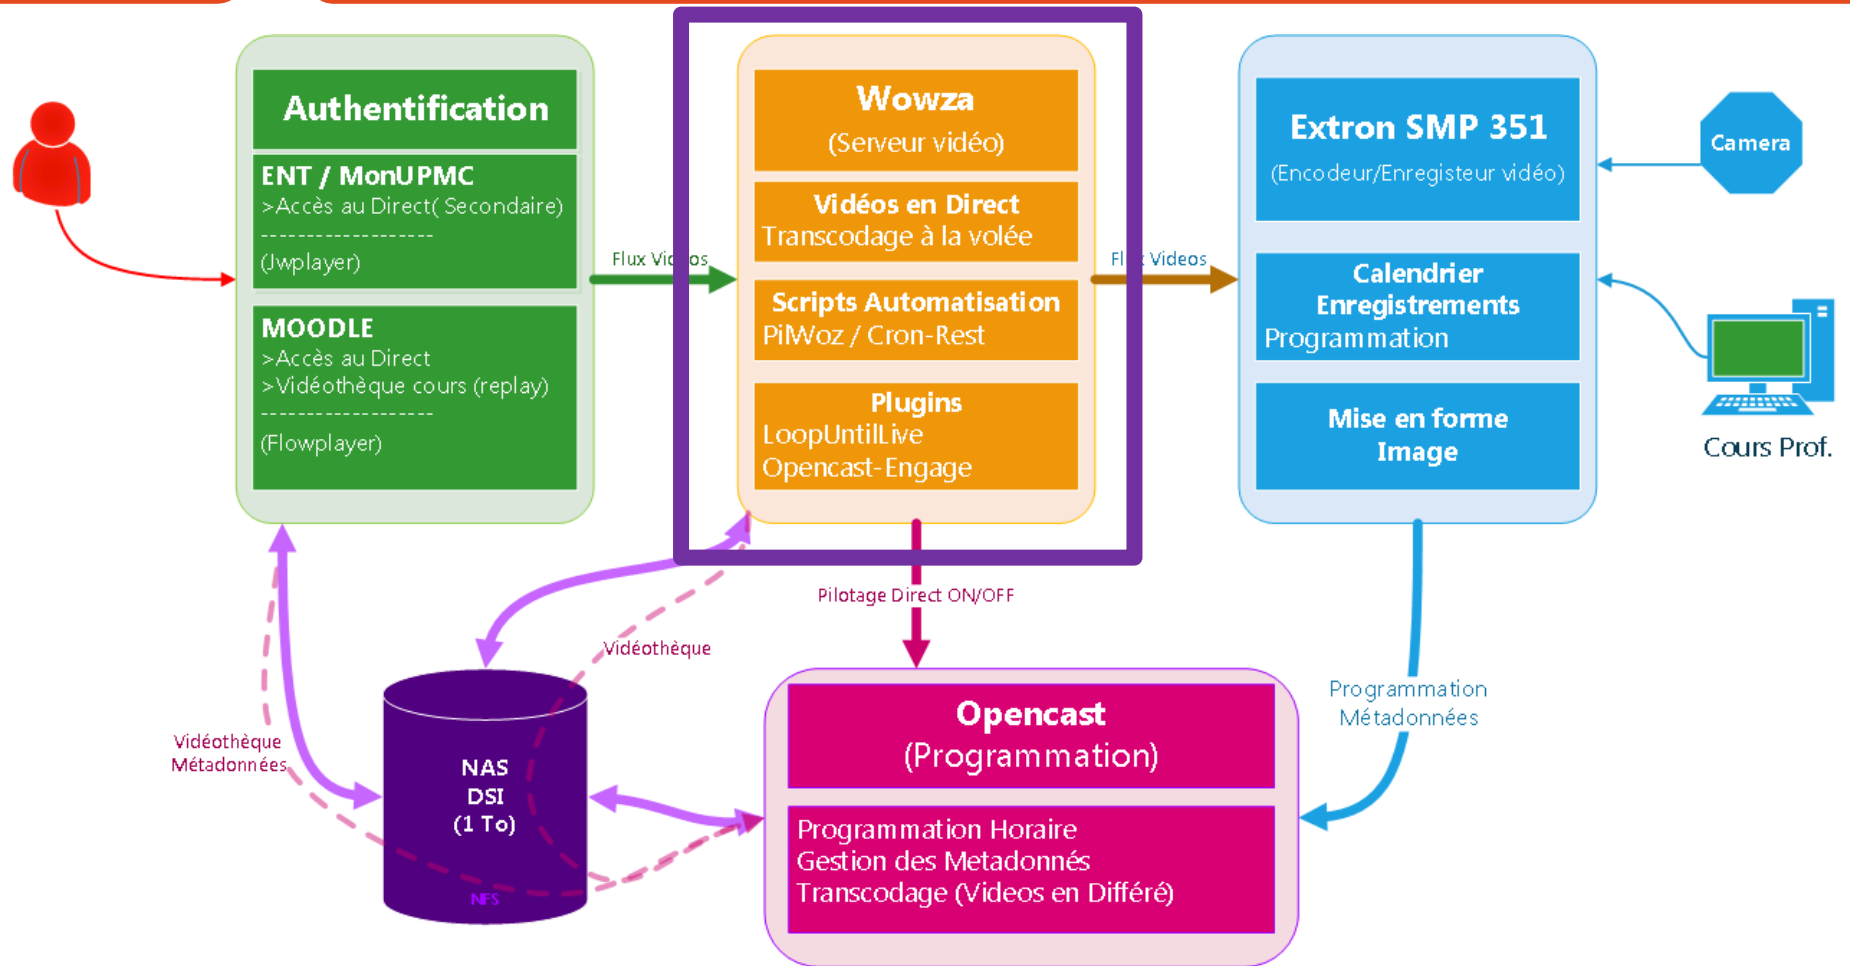 Authentification
ENT / MonUPMC
>Accès au Direct( Secondaire)
-------------------
(Jwplayer)
MOODLE
>Accès au Direct
>Vidéothèque cours (replay)
-------------------
(Flowplayer)
Flux Videos
Wowza
(Serveur vidéo)
Vidéos en Direct
Transcodage à la volée
Scripts Automatisation
PilWoz / Cron-Rest
Plugins
LoopUntilLive
Opencast-Engage
Flux Videos
Extron SMP 351
(Encodeur/Enregisteur vidéo)
Calendrier
Enregistrements
Programmation
Mise en forme
Image
Camera
Cours Prof.
Pilotage Direct ON/OFF
Vidéothèque
Vidéothèque
Métadonnées
Programmation
Métadonnées
NAS
DSI
(1 To)
NFS
Opencast
(Programmation)
Programmation Horaire
Gestion des Metadonnés
Transcodage (Videos en Différé)